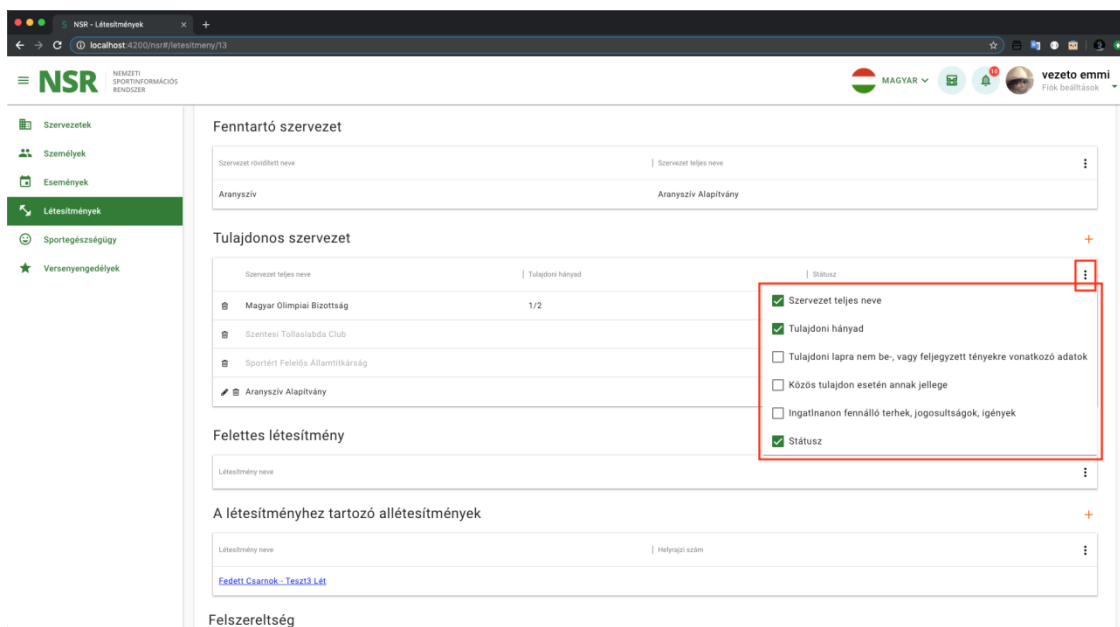 NSR - Létesítmények
localhost:4200/nsr#/letesitmeny/13
NSR
NEMZETI
SPORTINFORMÁCIÓS
RENDSZER
MAGYAR
10
vezeto emmi
Fiók beállítások
Szervezetek
Személyek
Események
Létesítmények
Sportegészségügy
Versenyengedélyek
Fenntartó szervezet
Szervezet rövidített neve
Szervezet teljes neve
Aranyszív
Aranyszív Alapítvány
Tulajdonos szervezet
Szervezet teljes neve
Tulajdoni hányad
Státusz
Magyar Olimpiai Bizottság
1/2
Szentesi Tollaslabda Club
Sportért Felelős Államtitkárság
Aranyszív Alapítvány
Szervezet teljes neve
Tulajdoni hányad
Tulajdoni lapra nem be-, vagy feljegyzett tényekre vonatkozó adatok
Közös tulajdon esetén annak jellege
Ingatlnanon fennálló terhek, jogosultságok, igények
Státusz
Felettes létesítmény
Létesítmény neve
A létesítményhez tartozó allétesítmények
Létesítmény neve
Helyrajzi szám
Fedett Csarnok - Teszt3 Lét
Felszereltség